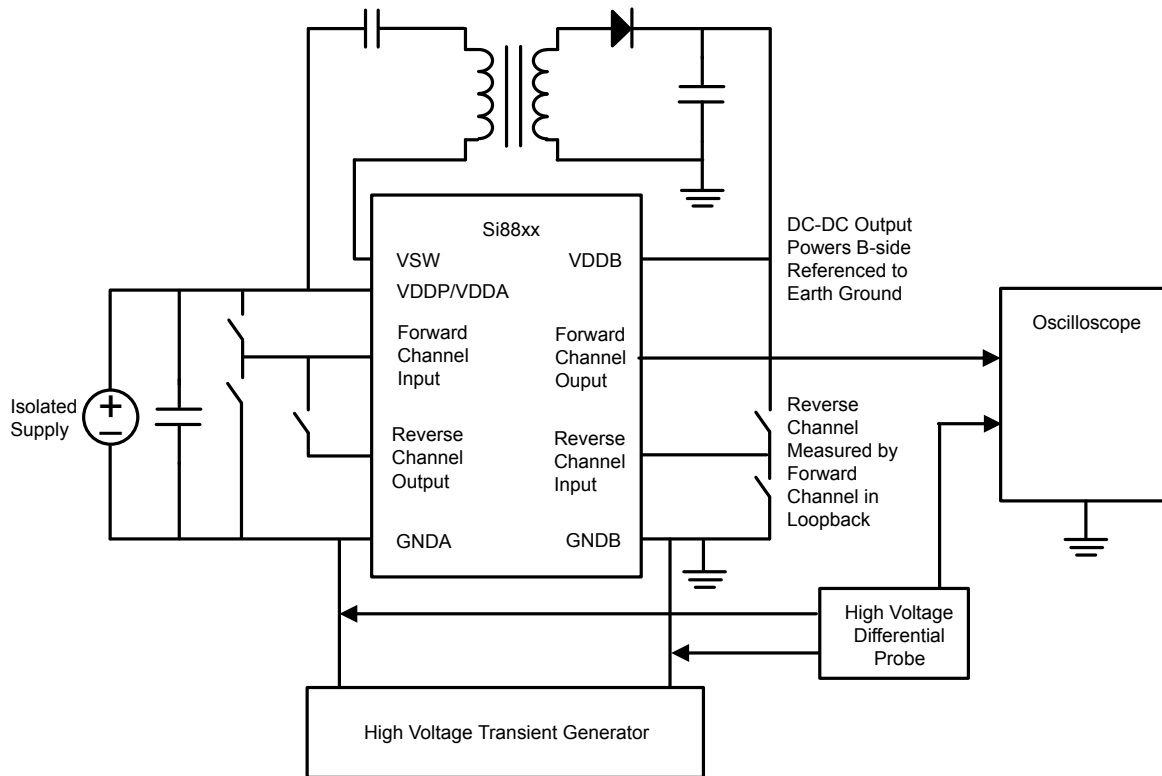 Si88xx
VSW
VDDB
VDDP/VDDA
Forward
Channel
Input
Forward
Channel
Ouput
Reverse
Channel
Output
Reverse
Channel
Input
GNDA
GNDB
Isolated
Supply
DC-DC Output
Powers B-side
Referenced to
Earth Ground
Reverse
Channel
Measured by
Forward
Channel in
Loopback
Oscilloscope
High Voltage
Differential
Probe
High Voltage Transient Generator